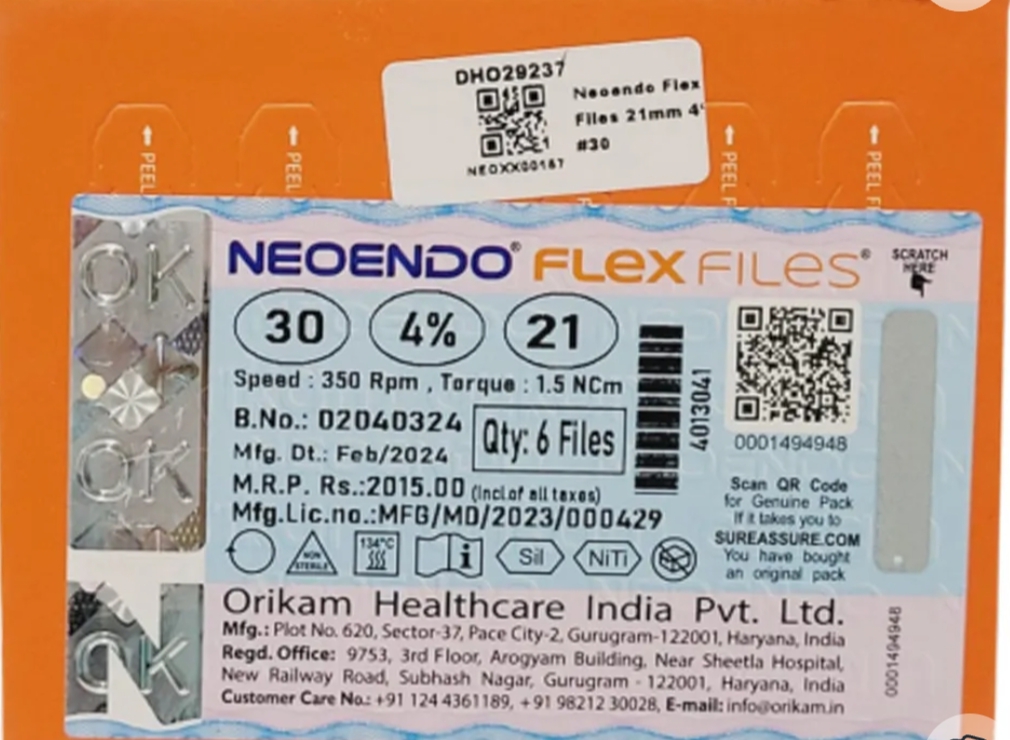 DHO29237
Neoendo Flex
Files 21mm 4
#30
NEOXX00167
PEEL
PEEL
PEEL F
PEEL F
OK
OK
OK
NEOENDO® FLEX FILES®
SCRATCH
HERE
30 4% 21
Speed : 350 Rpm , Torque : 1.5 NCm
B.No.: 02040324
Qty: 6 Files
Mfg. Dt.: Feb/2024
M.R.P. Rs.:2015.00 (Incl.of all taxes)
Mfg.Lic.no.:MFG/MD/2023/000429
4013041
0001494948
Scan QR Code
for Genuine Pack
If it takes you to
SUREASSURE.COM
You have bought
an original pack
NON
STERILE
134°C
i
Sil
NiTi
Orikam Healthcare India Pvt. Ltd.
Mfg.: Plot No. 620, Sector-37, Pace City-2, Gurugram-122001, Haryana, India
Regd. Office: 9753, 3rd Floor, Arogyam Building, Near Sheetla Hospital,
New Railway Road, Subhash Nagar, Gurugram - 122001, Haryana, India
Customer Care No.: +91 124 4361189, +91 98212 30028, E-mail: info@orikam.in
0001494948